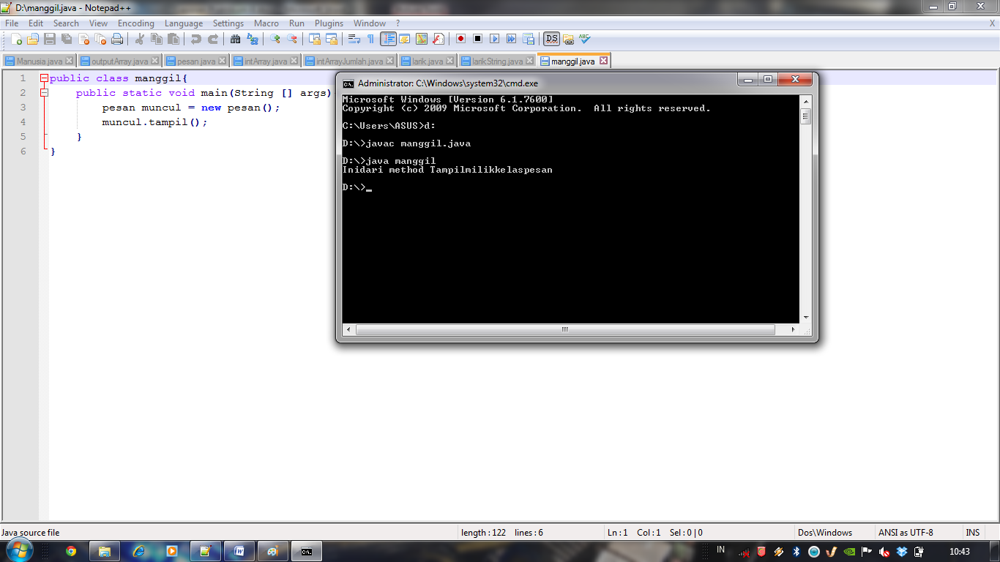 D:\manggil.java - Notepad++
File Edit Search View Encoding Language Settings Macro Run Plugins Window ? X
Manusia.java outputArray.java pesan.java intArray.java intArrayJumlah.java larik.java larikString.java manggil.java
1 public class manggil{
2 public static void main(String [] args)
3 pesan muncul = new pesan();
4 muncul.tampil();
5 }
6 }
Administrator: C:\Windows\system32\cmd.exe
Microsoft Windows [Version 6.1.7600]
Copyright (c) 2009 Microsoft Corporation.  All rights reserved.
C:\Users\ASUS>d:
D:\>javac manggil.java
D:\>java manggil
Inidari method Tampilmilikkelaspesan
D:\>_
Java source file length : 122 lines : 6 Ln : 1 Col : 1 Sel : 0 | 0 Dos\Windows ANSI as UTF-8 INS
IN 10:43